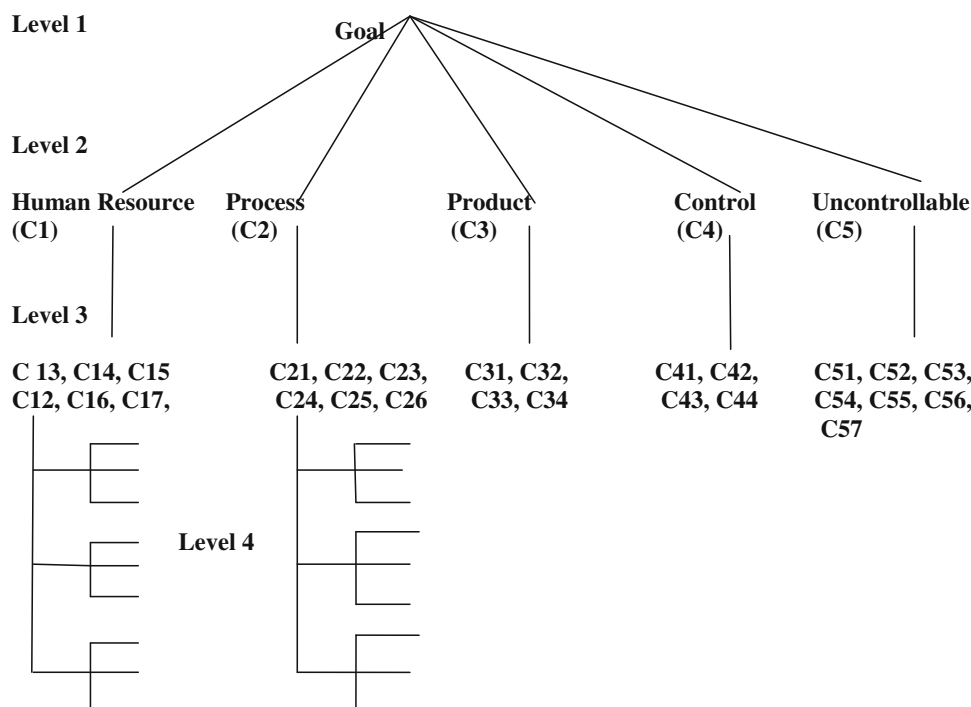 Level 1
Goal
Level 2
Human Resource
(C1)
Process
(C2)
Product
(C3)
Control
(C4)
Uncontrollable
(C5)
Level 3
C 13, C14, C15
C12, C16, C17,
C21, C22, C23,
C24, C25, C26
C31, C32,
C33, C34
C41, C42,
C43, C44
C51, C52, C53,
C54, C55, C56,
C57
Level 4